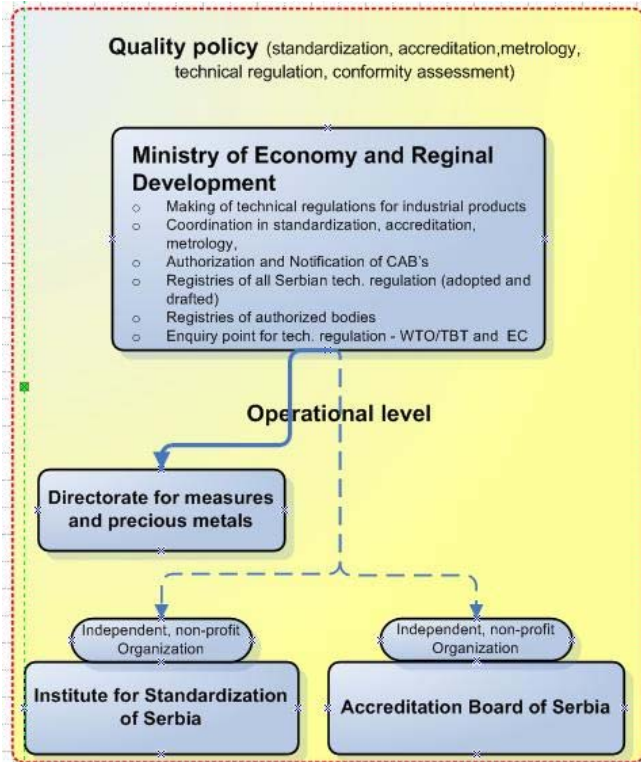 Quality policy (standardization, accreditation,metrology,
technical regulation, conformity assessment)
Ministry of Economy and Reginal
Development
o Making of technical regulations for industrial products
o Coordination in standardization, accreditation,
metrology,
o Authorization and Notification of CAB's
o Registries of all Serbian tech. regulation (adopted and
drafted)
o Registries of authorized bodies
o Enquiry point for tech. regulation - WTO/TBT and EC
Operational level
Directorate for measures
and precious metals
Independent, non-profit
Organization
Institute for Standardization
of Serbia
Independent, non-profit
Organization
Accreditation Board of Serbia